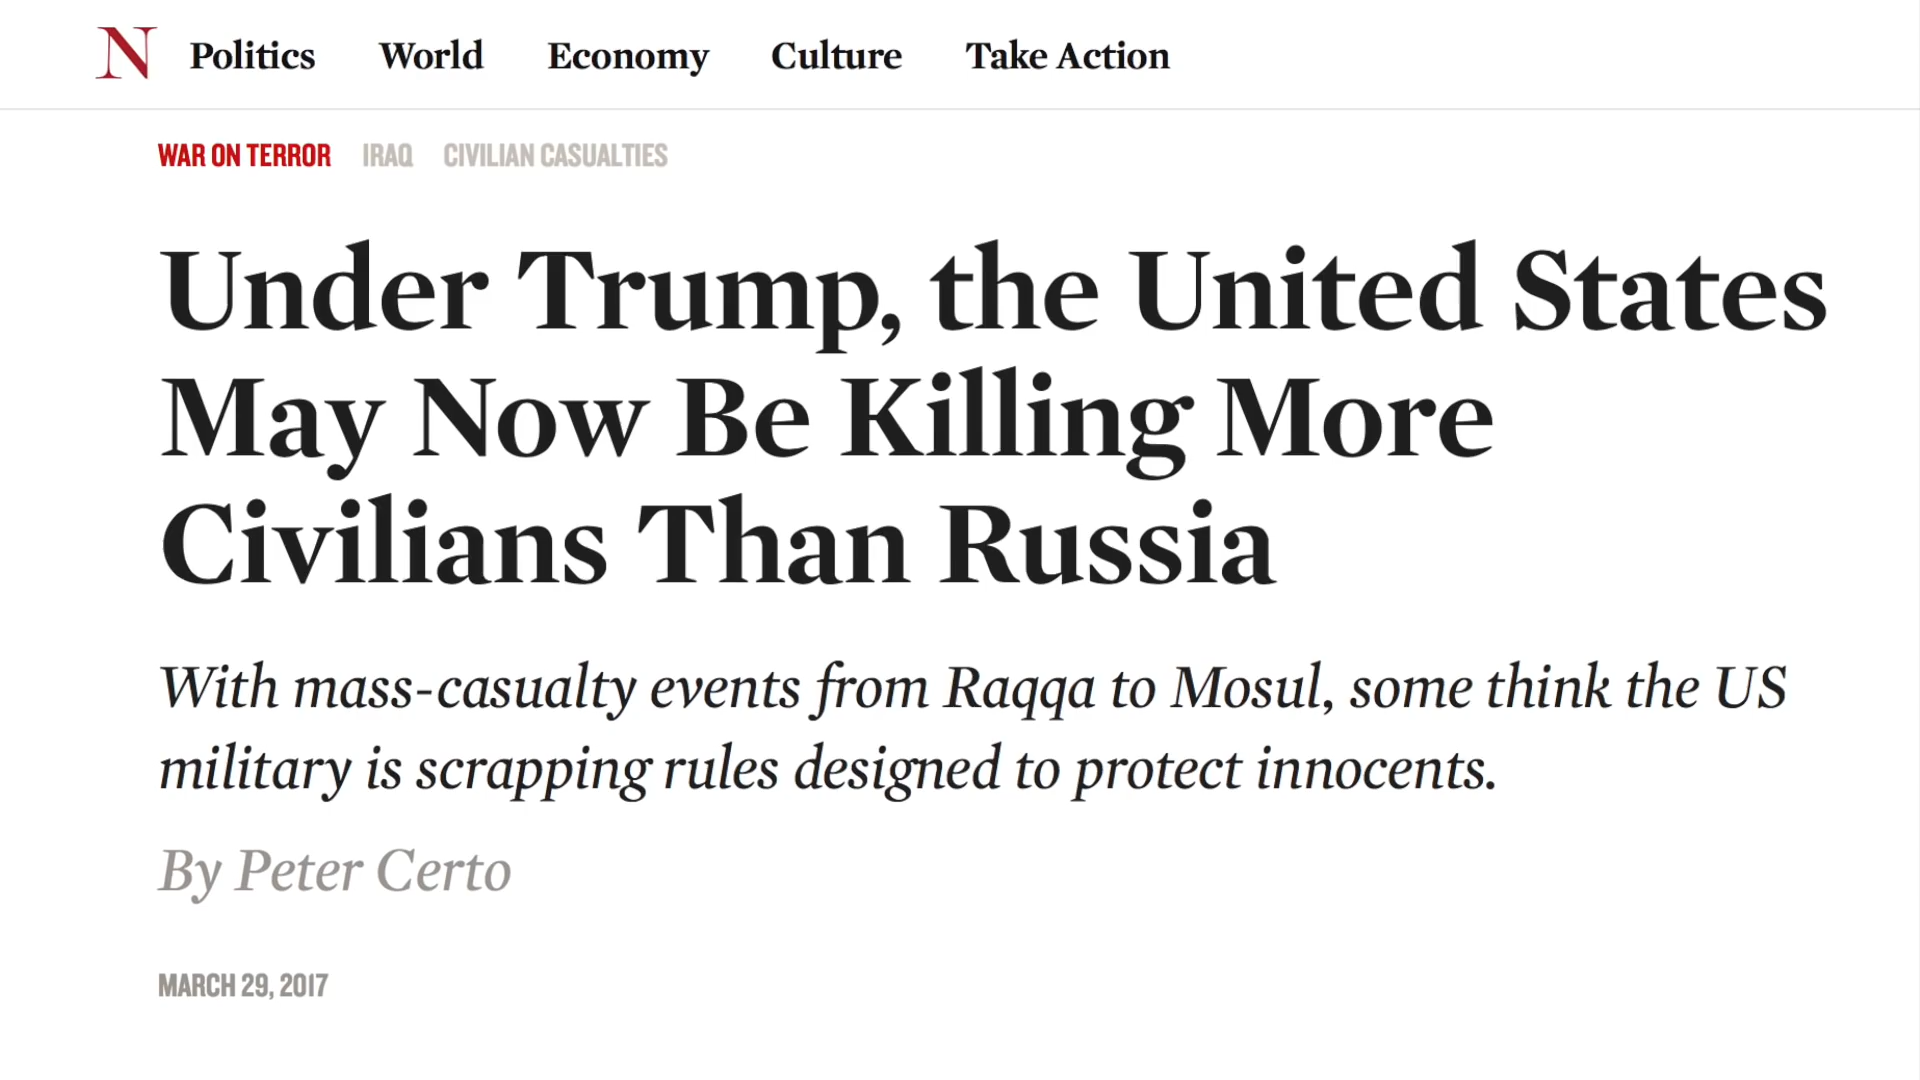 N Politics World Economy Culture Take Action
WAR ON TERROR IRAQ CIVILIAN CASUALTIES
Under Trump, the United States
May Now Be Killing More
Civilians Than Russia
With mass-casualty events from Raqqa to Mosul, some think the US
military is scrapping rules designed to protect innocents.
By Peter Certo
MARCH 29, 2017